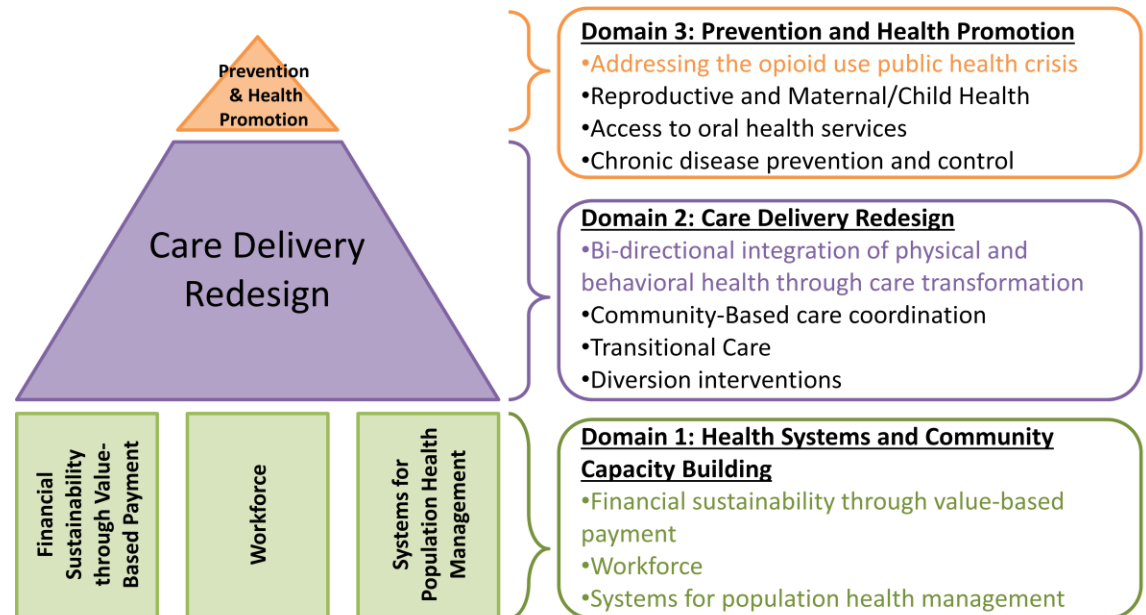 Prevention
& Health
Promotion
Care Delivery
Redesign
Financial
Sustainability
through Value-
Based Payment
Workforce
Systems for
Population Health
Management
Domain 3: Prevention and Health Promotion
•Addressing the opioid use public health crisis
•Reproductive and Maternal/Child Health
•Access to oral health services
•Chronic disease prevention and control
Domain 2: Care Delivery Redesign
•Bi-directional integration of physical and
behavioral health through care transformation
•Community-Based care coordination
•Transitional Care
•Diversion interventions
Domain 1: Health Systems and Community
Capacity Building
•Financial sustainability through value-based
payment
•Workforce
•Systems for population health management